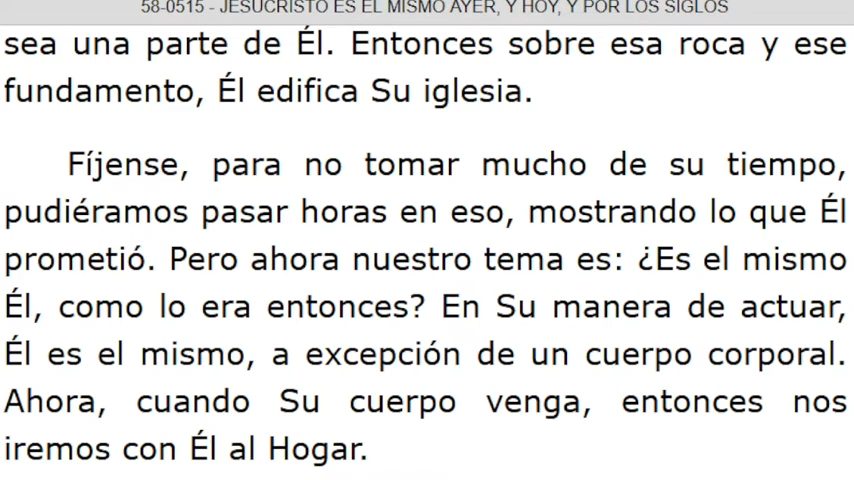 58-0515 - JESUCRISTO ES EL MISMO AYER, Y HOY, Y POR LOS SIGLOS
sea una parte de Él. Entonces sobre esa roca y ese
fundamento, Él edifica Su iglesia.
Fíjense, para no tomar mucho de su tiempo,
pudiéramos pasar horas en eso, mostrando lo que Él
prometió. Pero ahora nuestro tema es: ¿Es el mismo
Él, como lo era entonces? En Su manera de actuar,
Él es el mismo, a excepción de un cuerpo corporal.
Ahora, cuando Su cuerpo venga, entonces nos
iremos con Él al Hogar.